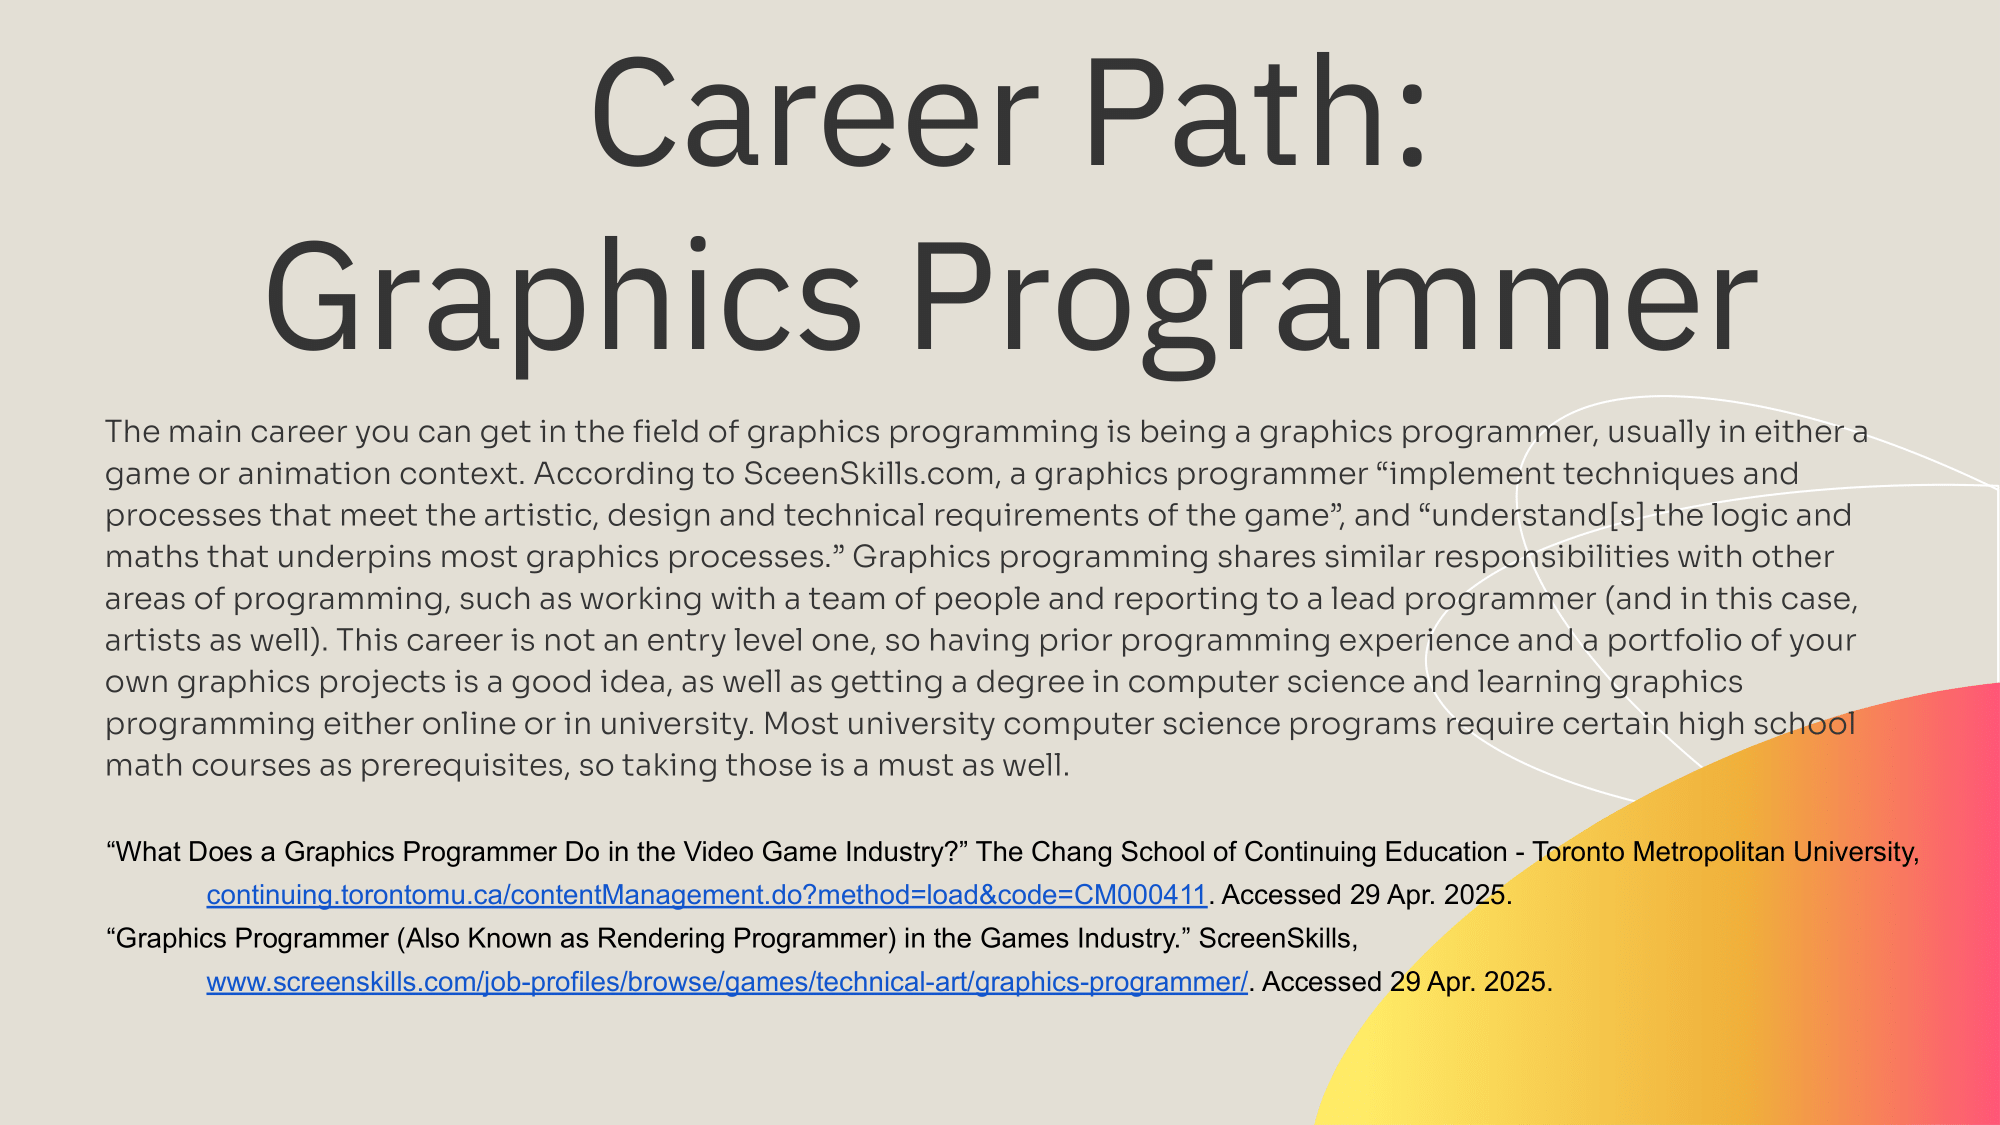 Career Path:
Graphics Programmer
The main career you can get in the field of graphics programming is being a graphics programmer, usually in either a
game or animation context. According to SceenSkills.com, a graphics programmer “implement techniques and
processes that meet the artistic, design and technical requirements of the game”, and “understand[s] the logic and
maths that underpins most graphics processes.” Graphics programming shares similar responsibilities with other
areas of programming, such as working with a team of people and reporting to a lead programmer (and in this case,
artists as well). This career is not an entry level one, so having prior programming experience and a portfolio of your
own graphics projects is a good idea, as well as getting a degree in computer science and learning graphics
programming either online or in university. Most university computer science programs require certain high school
math courses as prerequisites, so taking those is a must as well.
“What Does a Graphics Programmer Do in the Video Game Industry?” The Chang School of Continuing Education - Toronto Metropolitan University,
continuing.torontomu.ca/contentManagement.do?method=load&code=CM000411. Accessed 29 Apr. 2025.
“Graphics Programmer (Also Known as Rendering Programmer) in the Games Industry.” ScreenSkills,
www.screenskills.com/job-profiles/browse/games/technical-art/graphics-programmer/. Accessed 29 Apr. 2025.